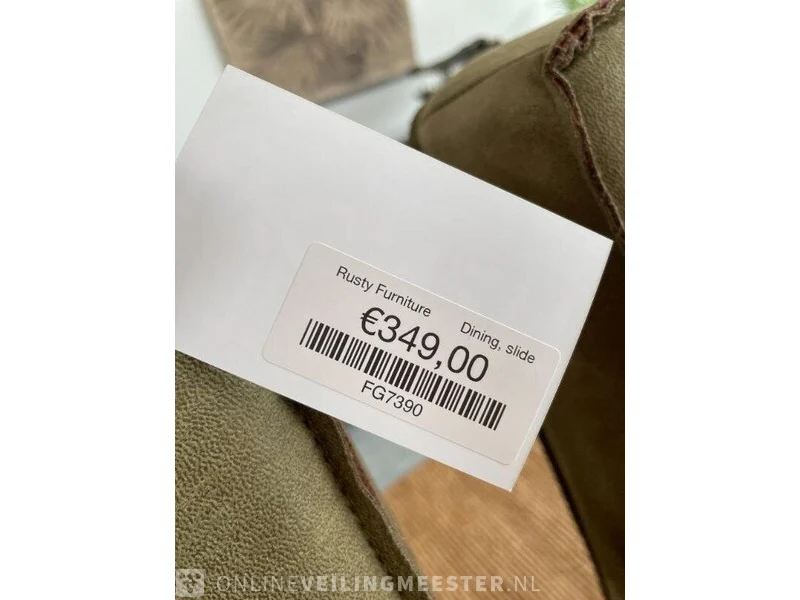 Rusty Furniture
Dining, slide
€349,00
FG7390
ONLINEVEILINGMEESTER.NL